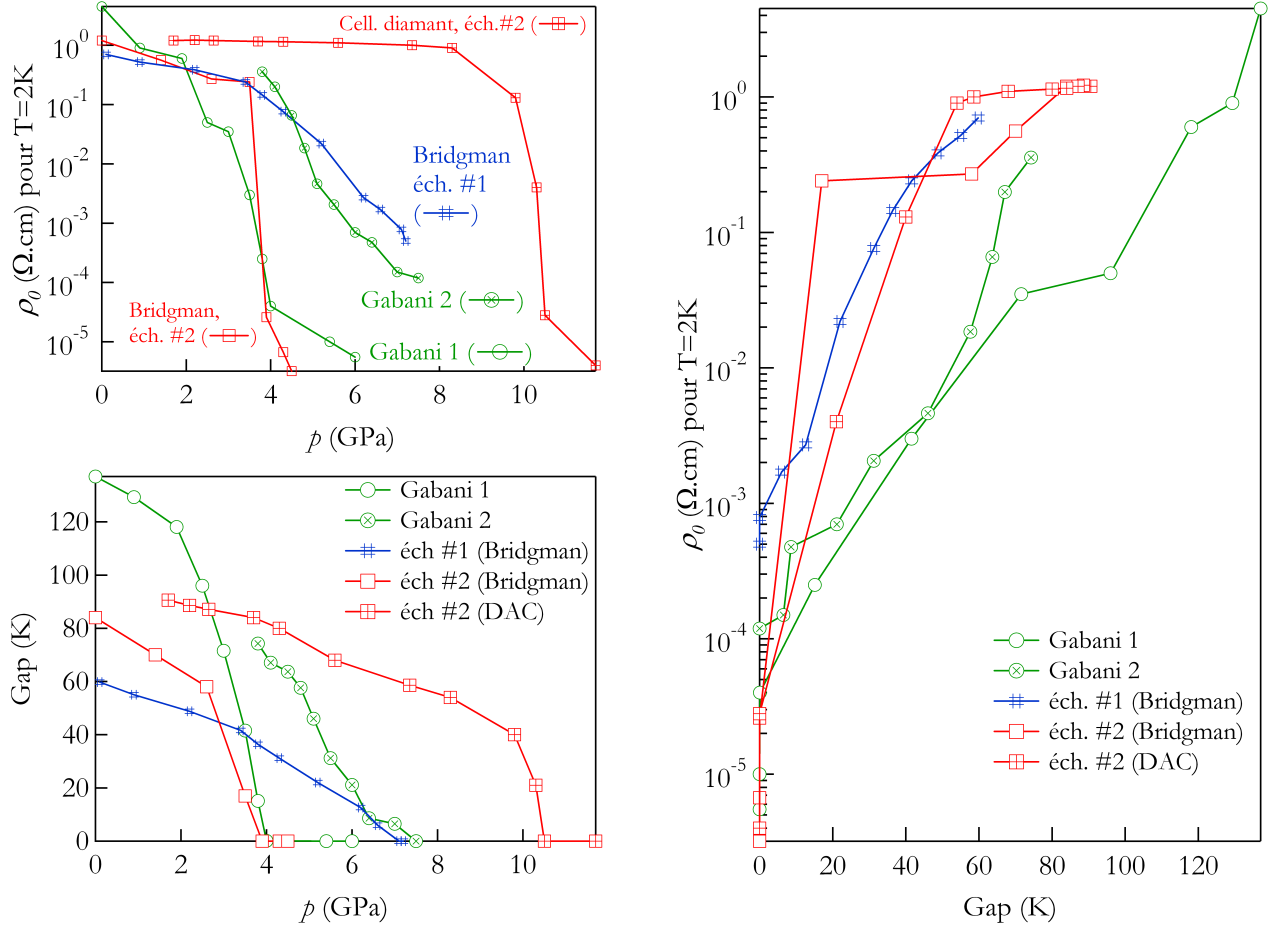 Cell. diamant, éch.#2 ( )
10⁰
10⁻¹
10⁻²
10⁻³
10⁻⁴
10⁻⁵
ρ₀ (Ω.cm) pour T=2K
Bridgman
éch. #1
( )
Gabani 2 ( )
Bridgman,
éch. #2 ( )
Gabani 1 ( )
0 2 4 6 8 10
p (GPa)
Gabani 1
Gabani 2
éch #1 (Bridgman)
éch #2 (Bridgman)
éch #2 (DAC)
120
100
80
60
40
20
0
Gap (K)
0 2 4 6 8 10
p (GPa)
10⁰
10⁻¹
10⁻²
10⁻³
10⁻⁴
10⁻⁵
ρ₀ (Ω.cm) pour T=2K
Gabani 1
Gabani 2
éch. #1 (Bridgman)
éch. #2 (Bridgman)
éch. #2 (DAC)
0 20 40 60 80 100 120
Gap (K)